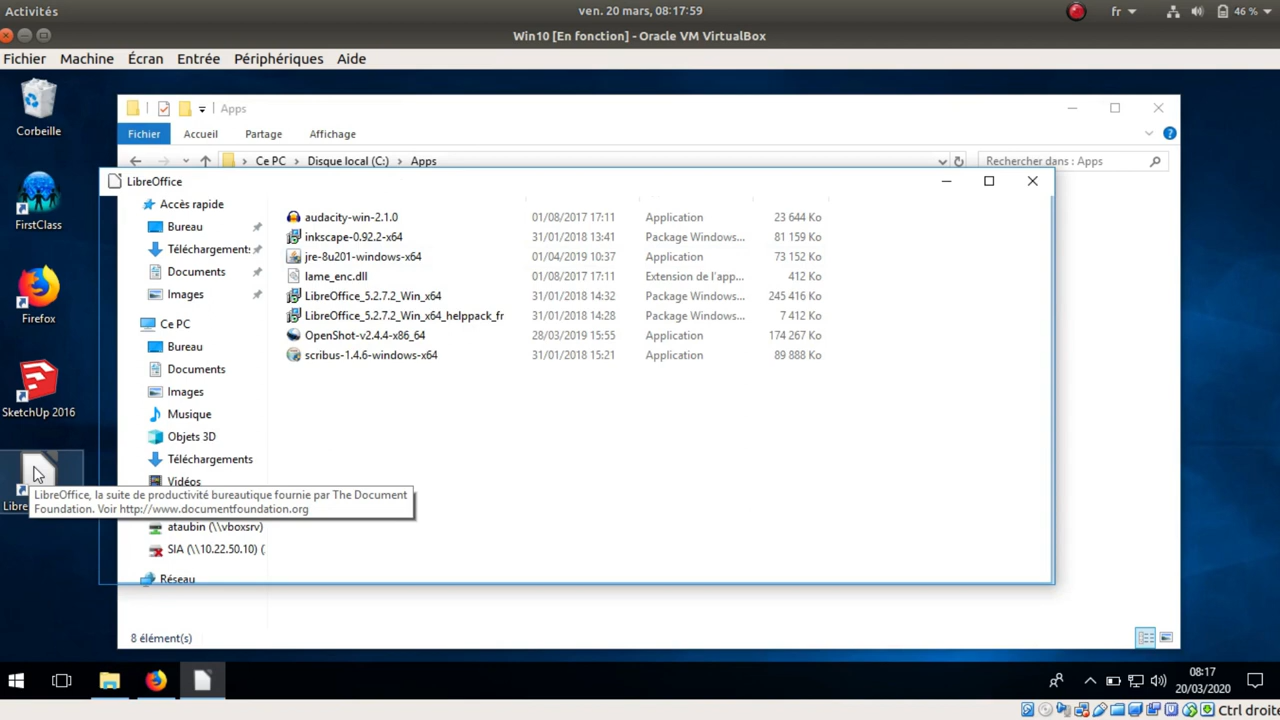 Activités
ven. 20 mars, 08:17:59
fr
46 %
Win10 [En fonction] - Oracle VM VirtualBox
Fichier Machine Écran Entrée Périphériques Aide
Corbeille
FirstClass
Firefox
SketchUp 2016
Libre
Apps
Fichier Accueil Partage Affichage
Ce PC Disque local (C:) Apps
Rechercher dans : Apps
LibreOffice
Accès rapide
Bureau
Téléchargements
Documents
Images
Ce PC
Bureau
Documents
Images
Musique
Objets 3D
Téléchargements
Vidéos
ataubin (\\vboxsrv)
SIA (\\10.22.50.10) (
Réseau
audacity-win-2.1.0 01/08/2017 17:11 Application 23 644 Ko
inkscape-0.92.2-x64 31/01/2018 13:41 Package Windows... 81 159 Ko
jre-8u201-windows-x64 01/04/2019 10:37 Application 73 152 Ko
lame_enc.dll 01/08/2017 17:11 Extension de l'app... 412 Ko
LibreOffice_5.2.7.2_Win_x64 31/01/2018 14:32 Package Windows... 245 416 Ko
LibreOffice_5.2.7.2_Win_x64_helppack_fr 31/01/2018 14:28 Package Windows... 7 412 Ko
OpenShot-v2.4.4-x86_64 28/03/2019 15:55 Application 174 267 Ko
scribus-1.4.6-windows-x64 31/01/2018 15:21 Application 89 888 Ko
LibreOffice, la suite de productivité bureautique fournie par The Document
Foundation. Voir http://www.documentfoundation.org
8 élément(s)
08:17
20/03/2020
Ctrl droite